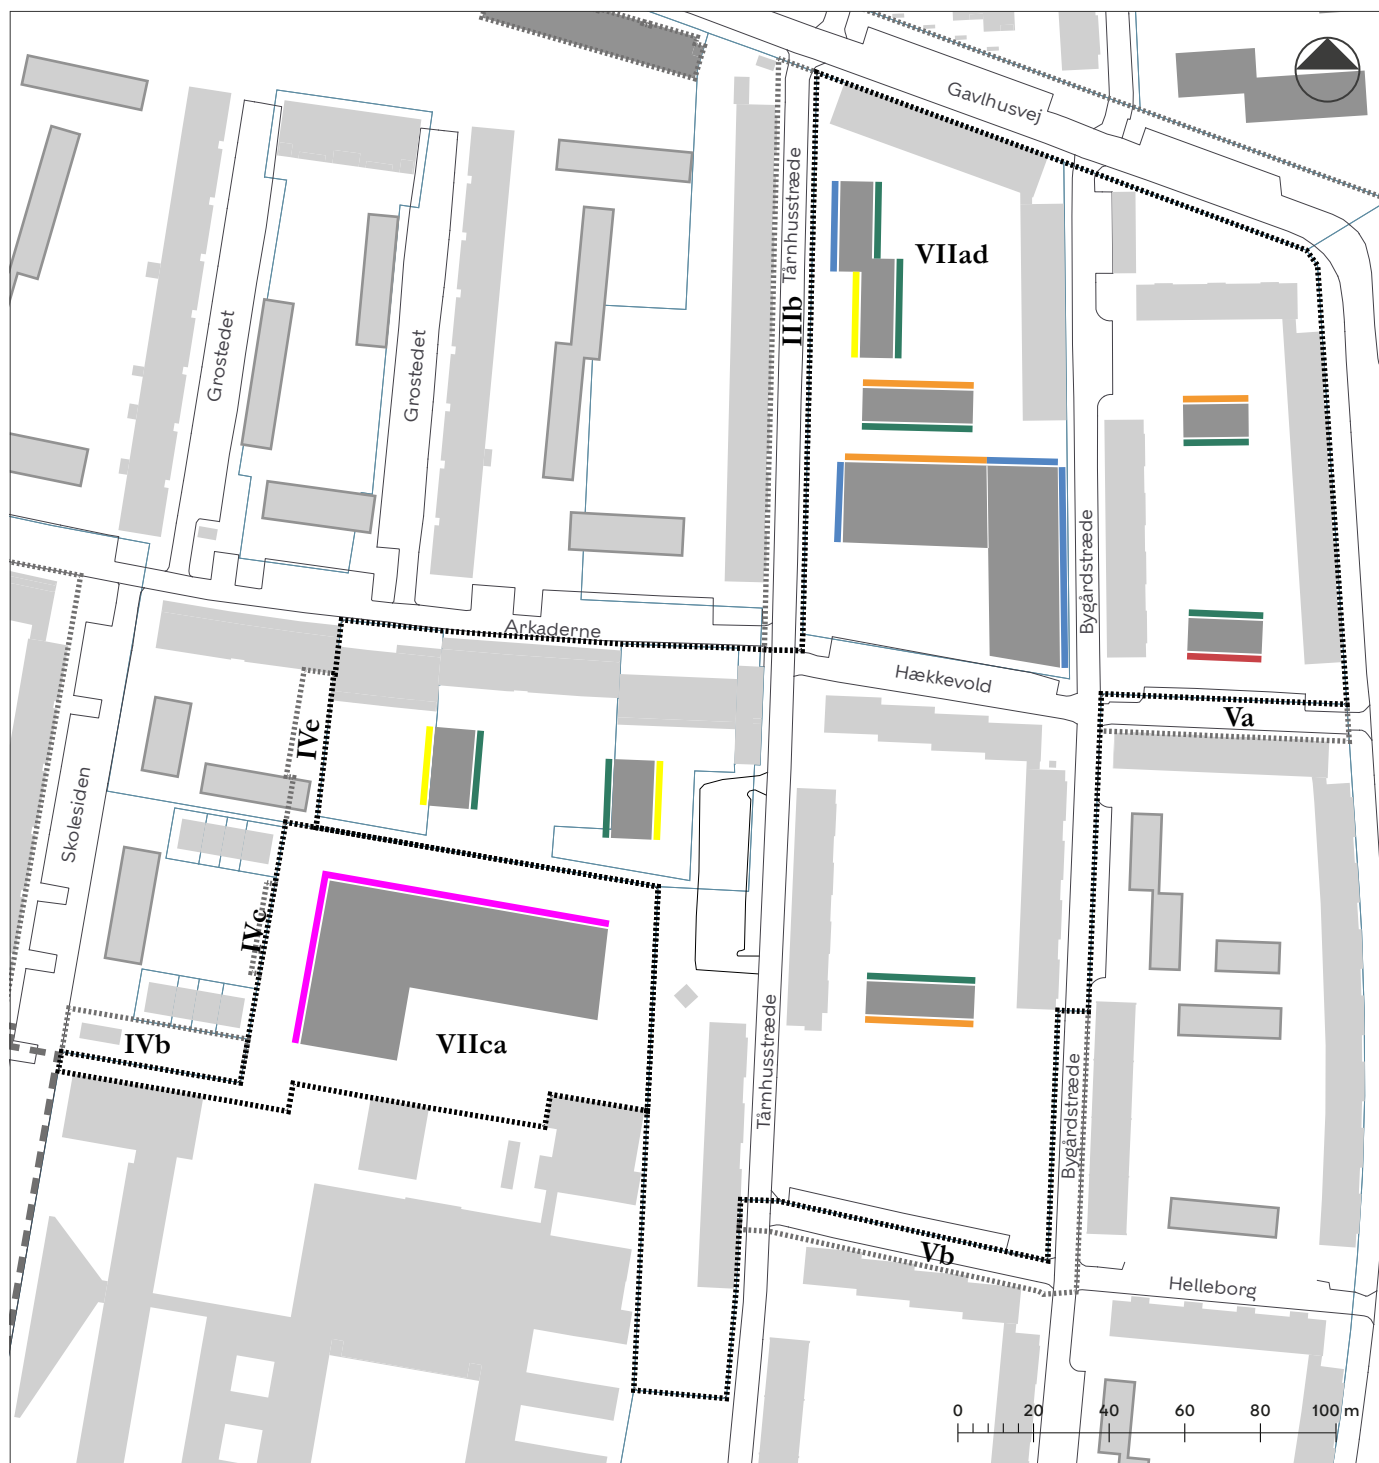 Gavlhusvej
Tårnhusstræde
VIIad
IIIb
Grostedet
Grostedet
Bygårdstræde
Arkaderne
Hækkevold
Va
IVe
Skolesiden
IVc
IVb
VIIca
Tårnhusstræde
Bygårdstræde
Vb
Helleborg
0 20 40 60 80 100 m